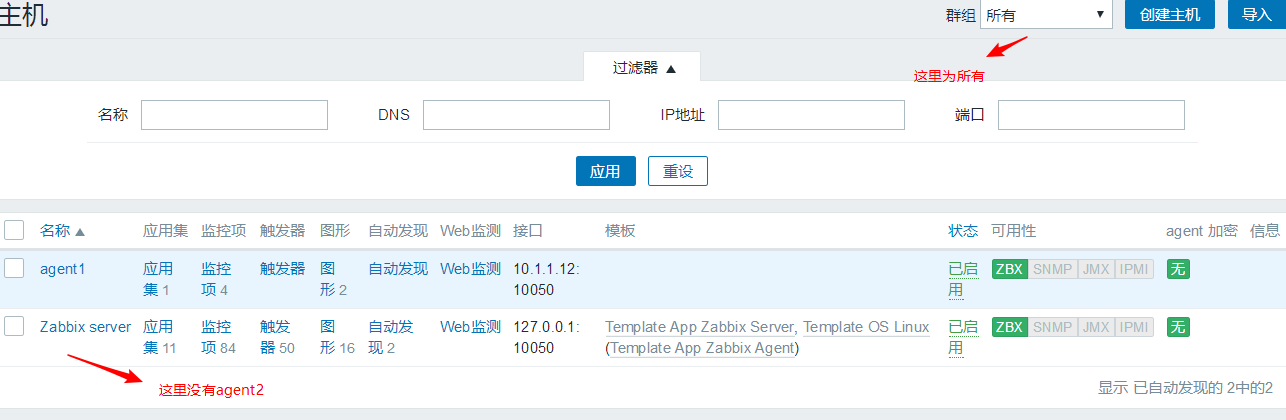 主机
群组 所有 ▼ 创建主机 导入
过滤器 ▲
这里为所有
名称 DNS IP地址 端口
应用 重设
名称 ▲ 应用集 监控项 触发器 图形 自动发现 Web监测 接口 模板 状态 可用性 agent 加密 信息
agent1 应用 监控 触发器 图 自动发现 Web监测 10.1.1.12: 已启 ZBX SNMP JMX IPMI 无
集 1 项 4 形 2 10050 用
Zabbix server 应用 监控 触发 图 自动发 Web监测 127.0.0.1: Template App Zabbix Server, Template OS Linux 已启 ZBX SNMP JMX IPMI 无
集 11 项 84 器 50 形 16 现 2 10050 (Template App Zabbix Agent) 用
这里没有agent2
显示 已自动发现的 2中的2